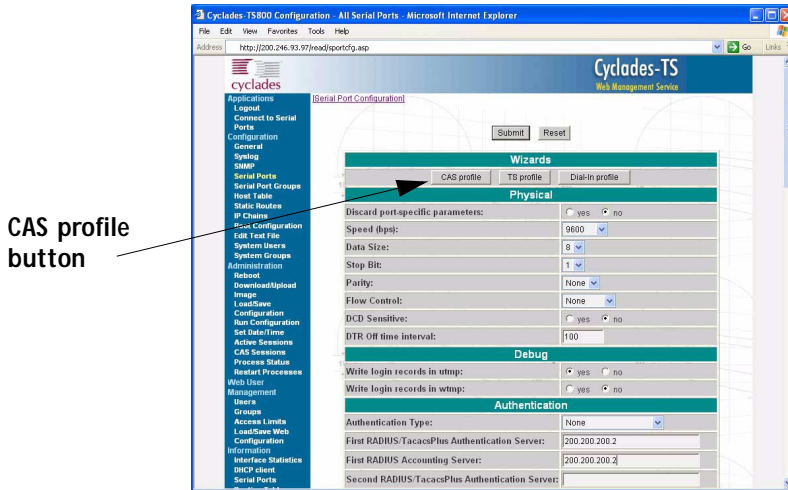 Cyclades-TS800 Configuration - All Serial Ports - Microsoft Internet Explorer
File Edit View Favorites Tools Help
Address http://200.246.93.97/read/sportcfg.asp Go Links
cyclades
Cyclades-TS
Web Management Service
Applications
Logout
Connect to Serial
Ports
Configuration
General
Syslog
SNMP
Serial Ports
Serial Port Groups
Host Table
Static Routes
IP Chains
Boot Configuration
Edit Text File
System Users
System Groups
Administration
Reboot
Download/Upload
Image
Load/Save
Configuration
Run Configuration
Set Date/Time
Active Sessions
CAS Sessions
Process Status
Restart Processes
Web User
Management
Users
Groups
Access Limits
Load/Save Web
Configuration
Information
Interface Statistics
DHCP client
Serial Ports
[Serial Port Configuration]
Submit Reset
Wizards
CAS profile TS profile Dial-In profile
Physical
Discard port-specific parameters: yes no
Speed (bps): 9600
Data Size: 8
Stop Bit: 1
Parity: None
Flow Control: None
DCD Sensitive: yes no
DTR Off time interval: 100
Debug
Write login records in utmp: yes no
Write login records in wtmp: yes no
Authentication
Authentication Type: None
First RADIUS/TacacsPlus Authentication Server: 200.200.200.2
First RADIUS Accounting Server: 200.200.200.2
Second RADIUS/TacacsPlus Authentication Server:
CAS profile
button